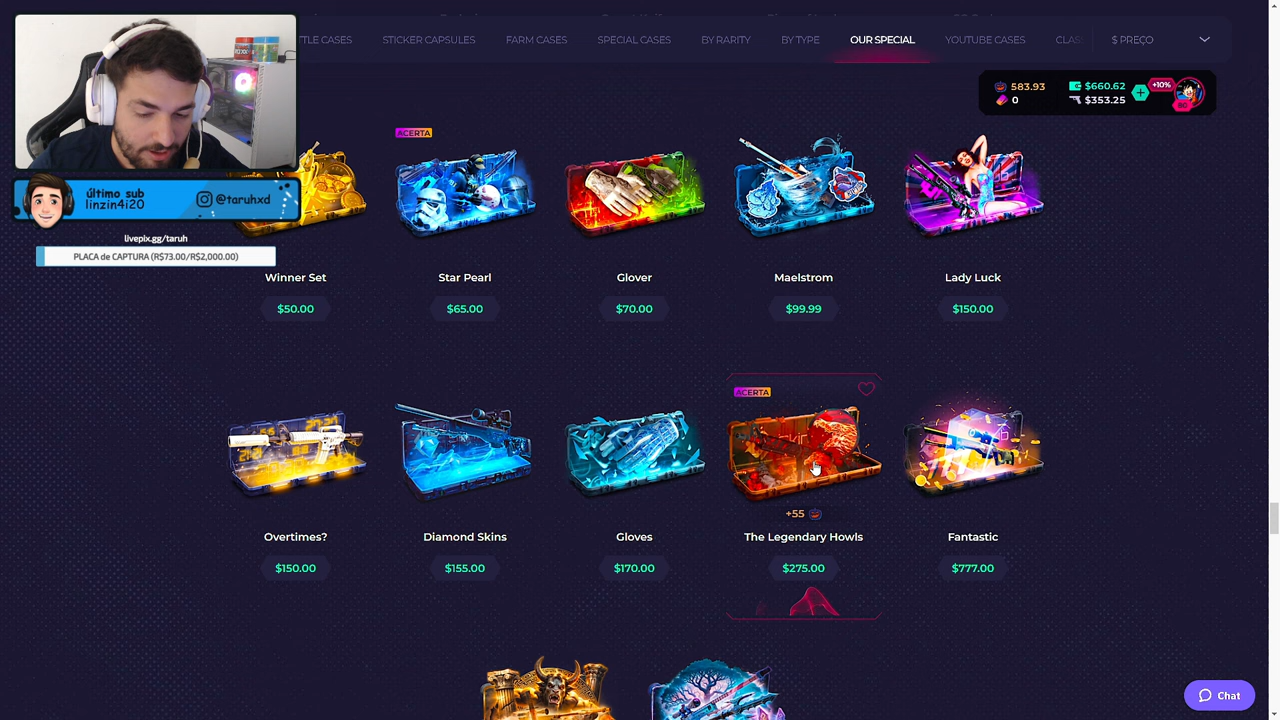 TLE CASES
STICKER CAPSULES
FARM CASES
SPECIAL CASES
BY RARITY
BY TYPE
OUR SPECIAL
OUTUBE CASES
CLAS
PREÇO
583.93
0
$660.62
$353.25
+10%
80
último sub
linzin4i20
@taruhxd
livepix.gg/taruh
PLACA de CAPTURA (R$73.00/R$2,000.00)
ACERTA
Winner Set
Star Pearl
Glover
Maelstrom
Lady Luck
$50.00
$65.00
$70.00
$99.99
$150.00
ACERTA
+55
Overtimes?
Diamond Skins
Gloves
The Legendary Howls
Fantastic
$150.00
$155.00
$170.00
$275.00
$777.00
Chat